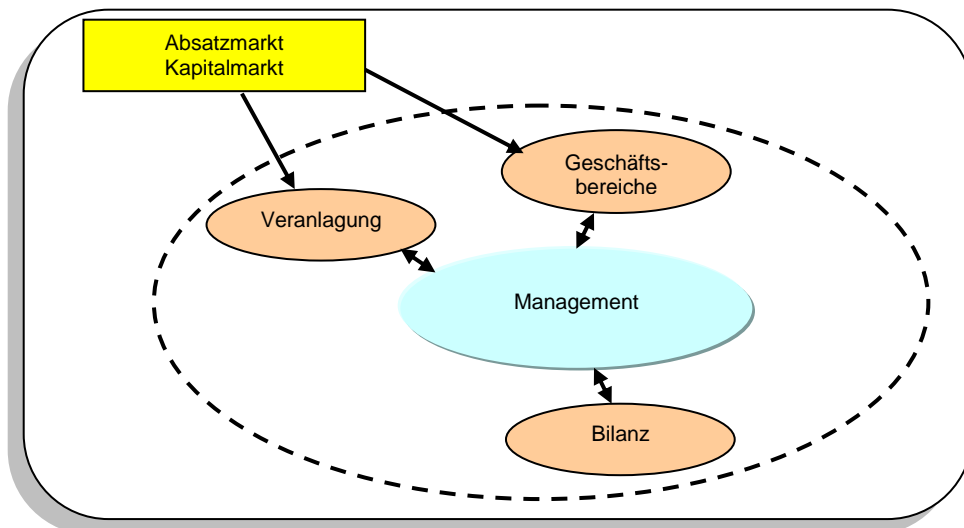 Absatzmarkt
Kapitalmarkt
Geschäfts-
bereiche
Veranlagung
Management
Bilanz